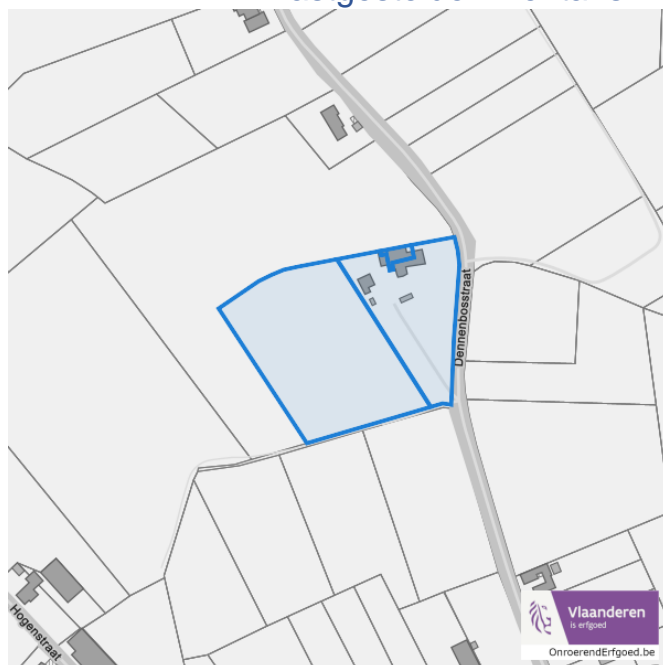 Dennenbosstraat
Hogenstraat
Vlaanderen
is erfgoed
OnroerendErfgoed.be